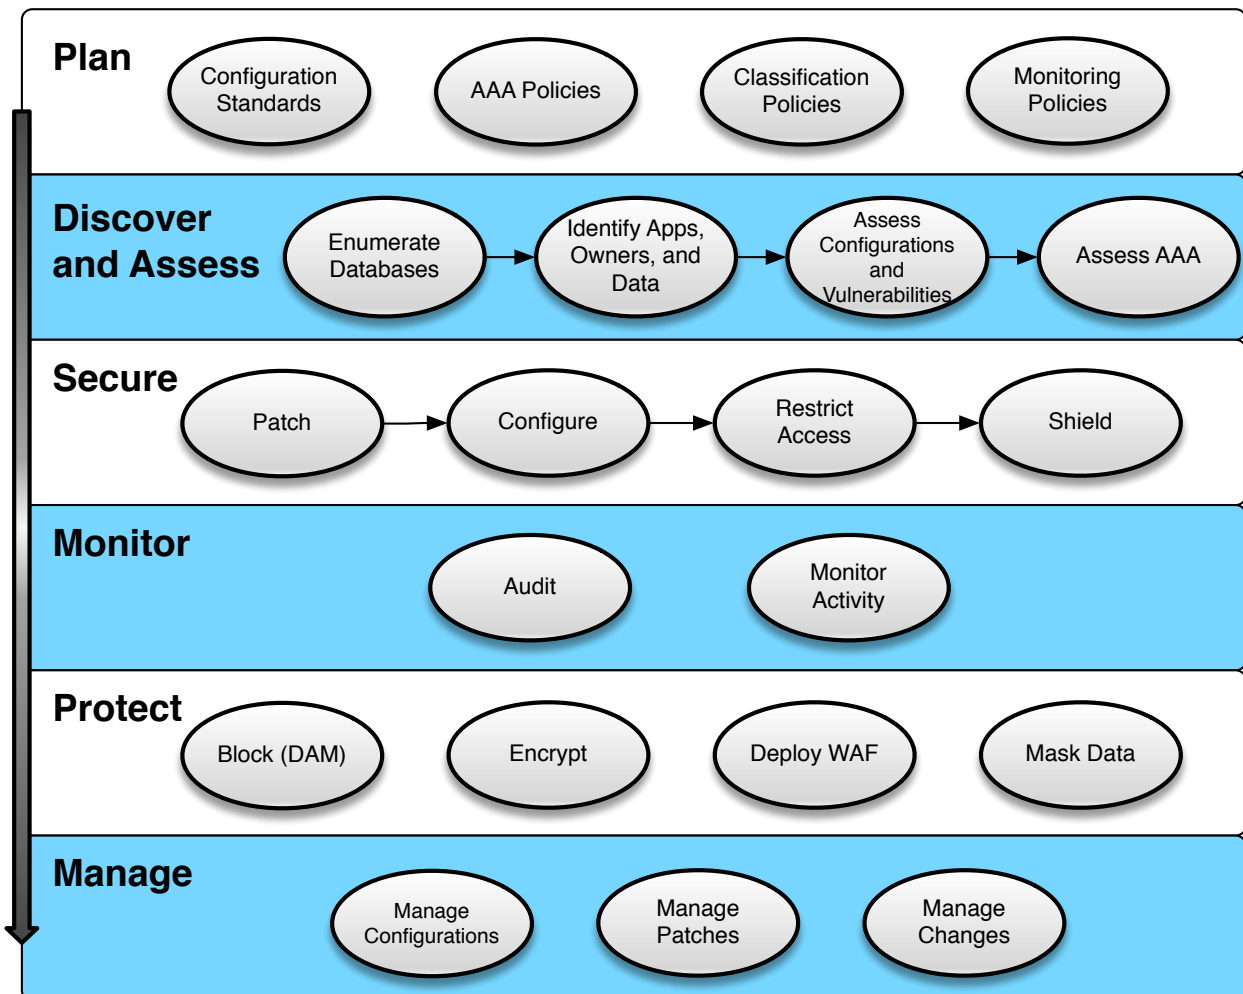 Plan
Configuration
Standards
AAA Policies
Classification
Policies
Monitoring
Policies
Discover
and Assess
Enumerate
Databases
Identify Apps,
Owners, and
Data
Assess
Configurations
and
Vulnerabilities
Assess AAA
Secure
Patch
Configure
Restrict
Access
Shield
Monitor
Audit
Monitor
Activity
Protect
Block (DAM)
Encrypt
Deploy WAF
Mask Data
Manage
Manage
Configurations
Manage
Patches
Manage
Changes